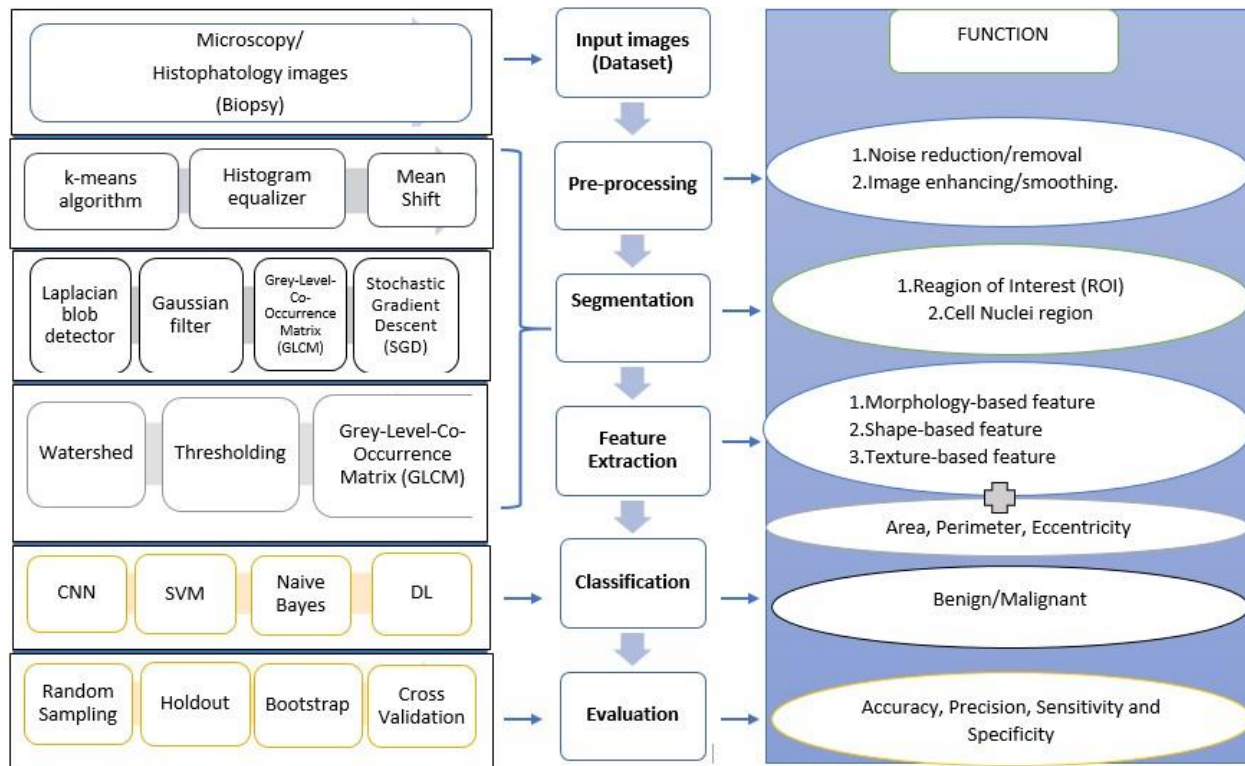 Microscopy/
Histophatology images
(Biopsy)
Input images
(Dataset)
FUNCTION
k-means
algorithm
Histogram
equalizer
Mean
Shift
Pre-processing
1.Noise reduction/removal
2.Image enhancing/smoothing.
Laplacian
blob
detector
Gaussian
filter
Grey-Level-
Co-
Occurrence
Matrix
(GLCM)
Stochastic
Gradient
Descent
(SGD)
Segmentation
1.Reagion of Interest (ROI)
2.Cell Nuclei region
Watershed
Thresholding
Grey-Level-Co-
Occurrence
Matrix (GLCM)
Feature
Extraction
1.Morphology-based feature
2.Shape-based feature
3.Texture-based feature
Area, Perimeter, Eccentricity
CNN
SVM
Naive
Bayes
DL
Classification
Benign/Malignant
Random
Sampling
Holdout
Bootstrap
Cross
Validation
Evaluation
Accuracy, Precision, Sensitivity and
Specificity